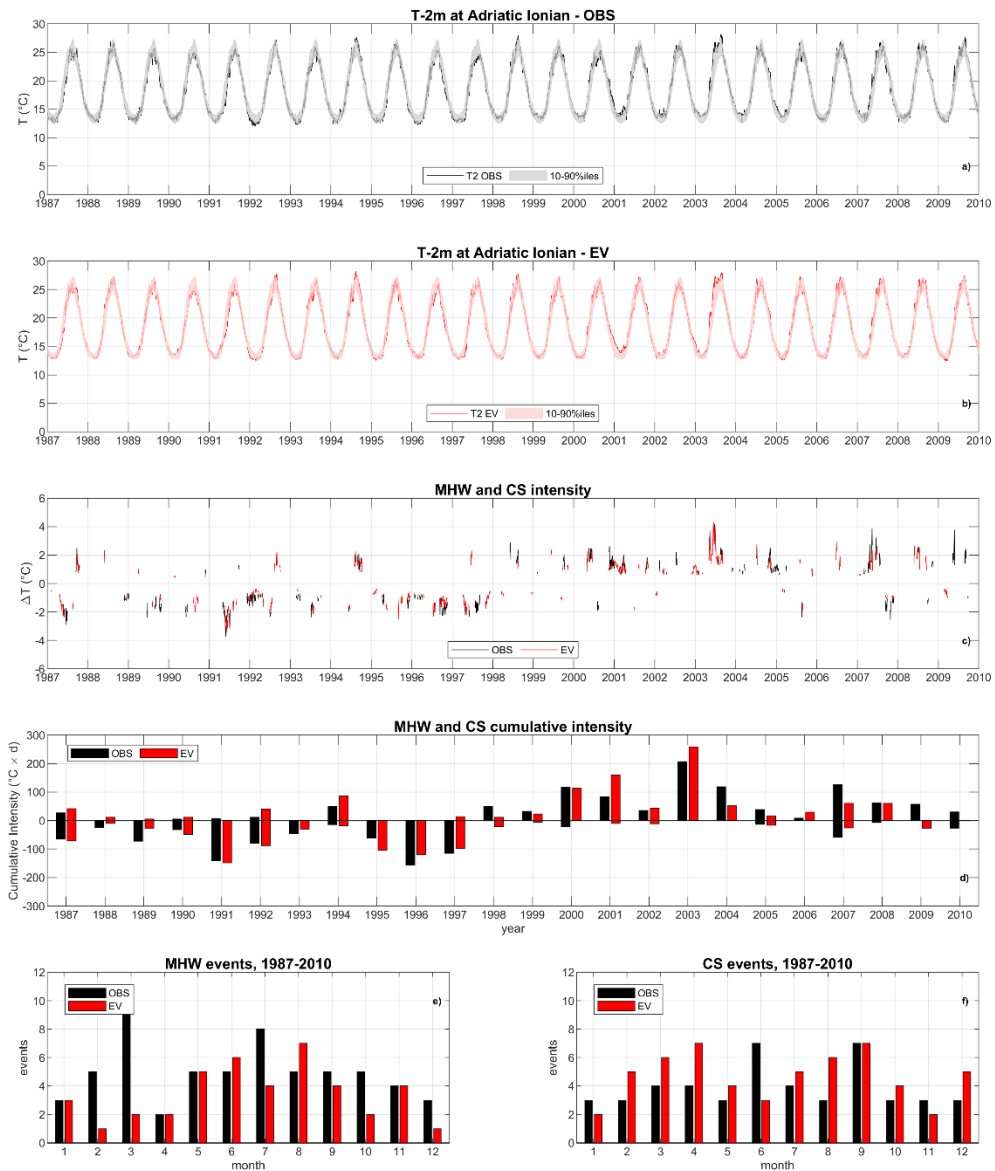 T-2m at Adriatic Ionian - OBS
T (°C)
30
25
20
15
10
5
0
T2 OBS 10-90%iles
a)
1987 1988 1989 1990 1991 1992 1993 1994 1995 1996 1997 1998 1999 2000 2001 2002 2003 2004 2005 2006 2007 2008 2009 2010
T-2m at Adriatic Ionian - EV
T (°C)
30
25
20
15
10
5
0
T2 EV 10-90%iles
b)
1987 1988 1989 1990 1991 1992 1993 1994 1995 1996 1997 1998 1999 2000 2001 2002 2003 2004 2005 2006 2007 2008 2009 2010
MHW and CS intensity
ΔT (°C)
6
4
2
0
-2
-4
-6
OBS EV
c)
1987 1988 1989 1990 1991 1992 1993 1994 1995 1996 1997 1998 1999 2000 2001 2002 2003 2004 2005 2006 2007 2008 2009 2010
MHW and CS cumulative intensity
Cumulative Intensity (°C × d)
300
200
100
0
-100
-200
-300
OBS EV
d)
1987 1988 1989 1990 1991 1992 1993 1994 1995 1996 1997 1998 1999 2000 2001 2002 2003 2004 2005 2006 2007 2008 2009 2010
year
MHW events, 1987-2010
events
12
10
8
6
4
2
0
OBS
EV
e)
1 2 3 4 5 6 7 8 9 10 11 12
month
CS events, 1987-2010
events
12
10
8
6
4
2
0
OBS
EV
f)
1 2 3 4 5 6 7 8 9 10 11 12
month